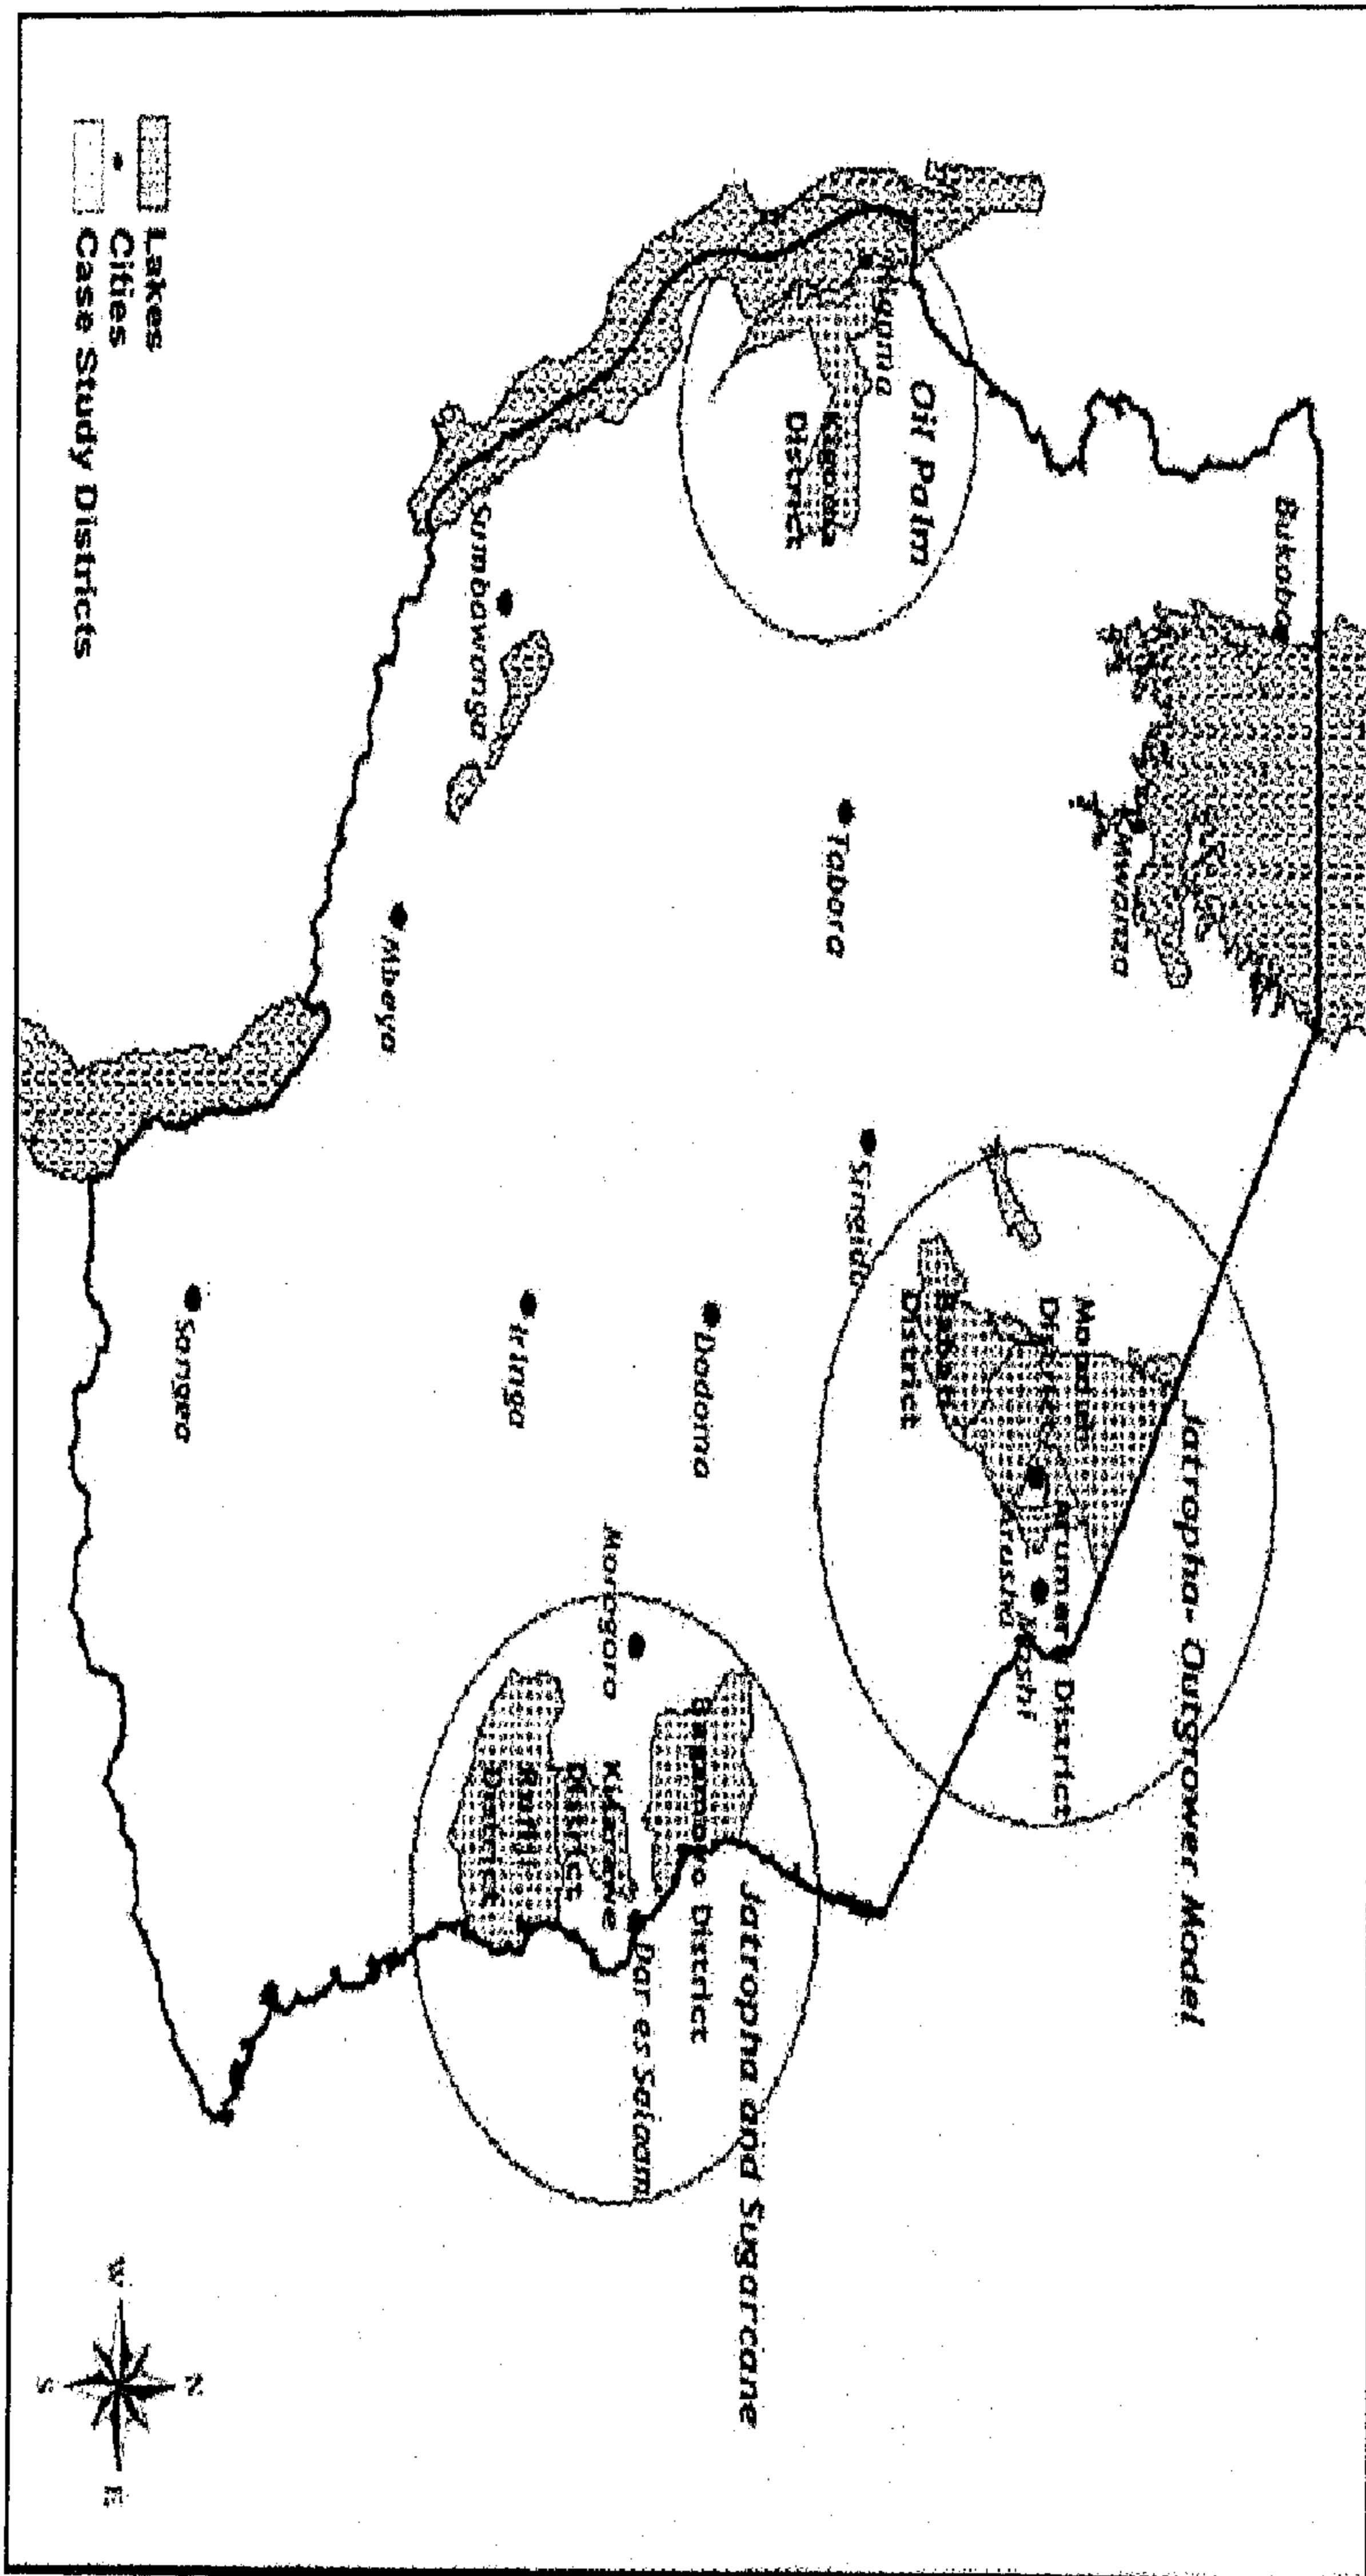 Bukoba
Mwanza
Jatropha- Outgrower Model
Monduli
District
Arumeru District
Moshi
Arusha
Babati
District
Oil Palm
Kigoma
Kigoma
District
Tabora
Singida
Dodoma
Jatropha and Sugarcane
Bagamoyo District
Morogoro
Dar es Salaam
Kisarawe
District
Rufiji
District
Iringa
Sumbawanga
Mbeya
Songea
Lakes
Cities
Case Study Districts
N
W
E
S